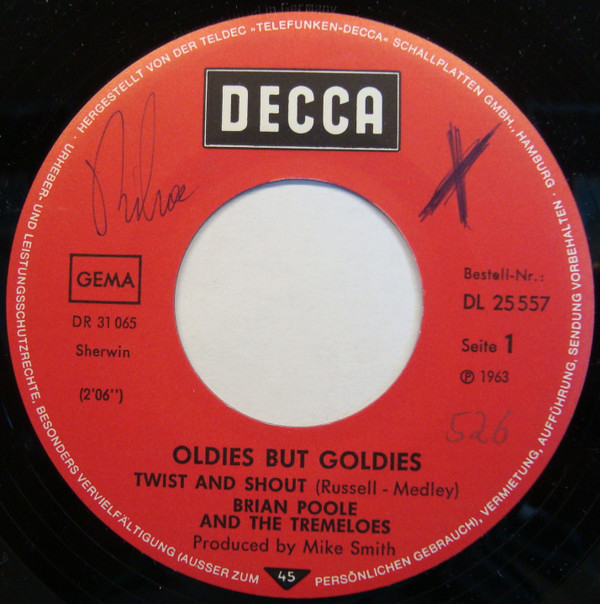 DECCA
HERGESTELLT VON DER TELDEC »TELEFUNKEN-DECCA« SCHALLPLATTEN GMBH., HAMBURG · URHEBER- UND LEISTUNGSSCHUTZRECHTE, BESONDERS VERVIELFÄLTIGUNG (AUSSER ZUM PERSÖNLICHEN GEBRAUCH), VERMIETUNG, AUFFÜHRUNG, SENDUNG VORBEHALTEN ·
X
GEMA
DR 31 065
Sherwin
(2'06'')
Bestell-Nr.:
DL 25 557
Seite 1
Ⓟ 1963
526
OLDIES BUT GOLDIES
TWIST AND SHOUT (Russell - Medley)
BRIAN POOLE
AND THE TREMELOES
Produced by Mike Smith
45